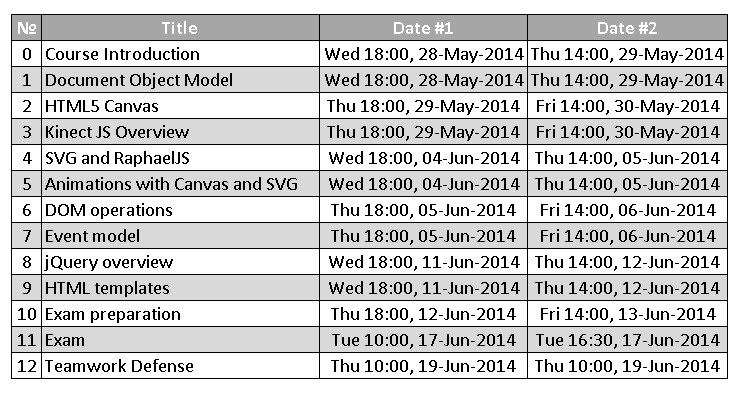 № Title Date #1 Date #2
0 Course Introduction Wed 18:00, 28-May-2014 Thu 14:00, 29-May-2014
1 Document Object Model Wed 18:00, 28-May-2014 Thu 14:00, 29-May-2014
2 HTML5 Canvas Thu 18:00, 29-May-2014 Fri 14:00, 30-May-2014
3 Kinect JS Overview Thu 18:00, 29-May-2014 Fri 14:00, 30-May-2014
4 SVG and RaphaelJS Wed 18:00, 04-Jun-2014 Thu 14:00, 05-Jun-2014
5 Animations with Canvas and SVG Wed 18:00, 04-Jun-2014 Thu 14:00, 05-Jun-2014
6 DOM operations Thu 18:00, 05-Jun-2014 Fri 14:00, 06-Jun-2014
7 Event model Thu 18:00, 05-Jun-2014 Fri 14:00, 06-Jun-2014
8 jQuery overview Wed 18:00, 11-Jun-2014 Thu 14:00, 12-Jun-2014
9 HTML templates Wed 18:00, 11-Jun-2014 Thu 14:00, 12-Jun-2014
10 Exam preparation Thu 18:00, 12-Jun-2014 Fri 14:00, 13-Jun-2014
11 Exam Tue 10:00, 17-Jun-2014 Tue 16:30, 17-Jun-2014
12 Teamwork Defense Thu 10:00, 19-Jun-2014 Thu 10:00, 19-Jun-2014